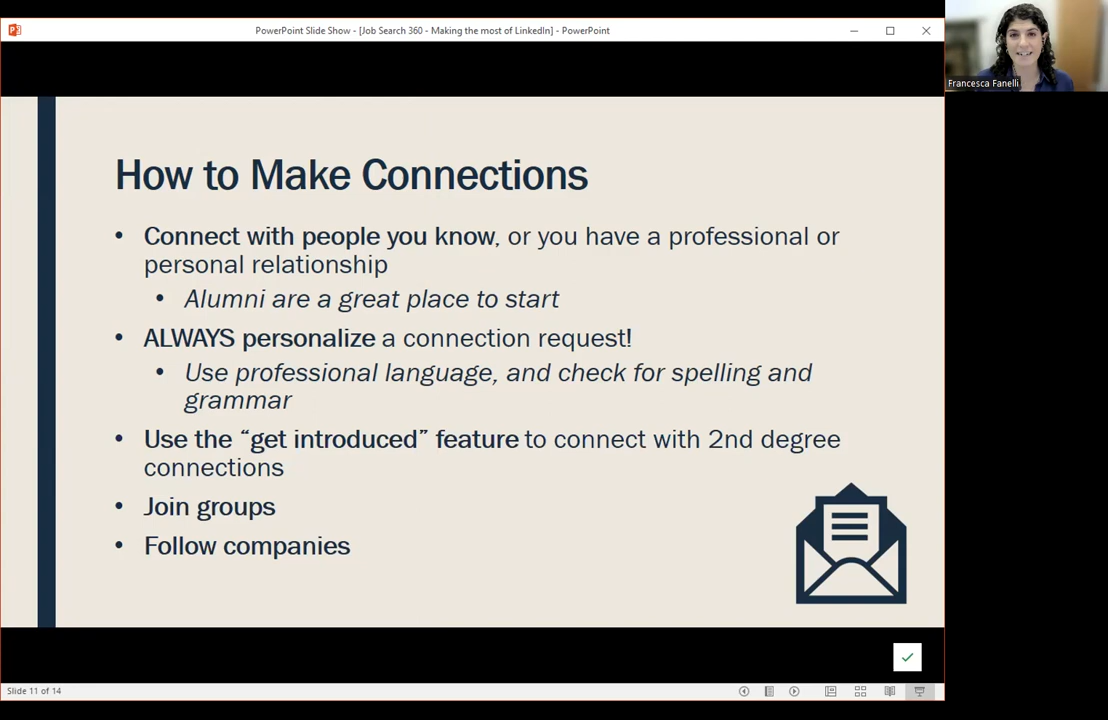 PowerPoint Slide Show - [Job Search 360 - Making the most of LinkedIn] - PowerPoint
Francesca Fanelli
How to Make Connections
• Connect with people you know, or you have a professional or
personal relationship
• Alumni are a great place to start
• ALWAYS personalize a connection request!
• Use professional language, and check for spelling and
grammar
• Use the “get introduced” feature to connect with 2nd degree
connections
• Join groups
• Follow companies
Slide 11 of 14